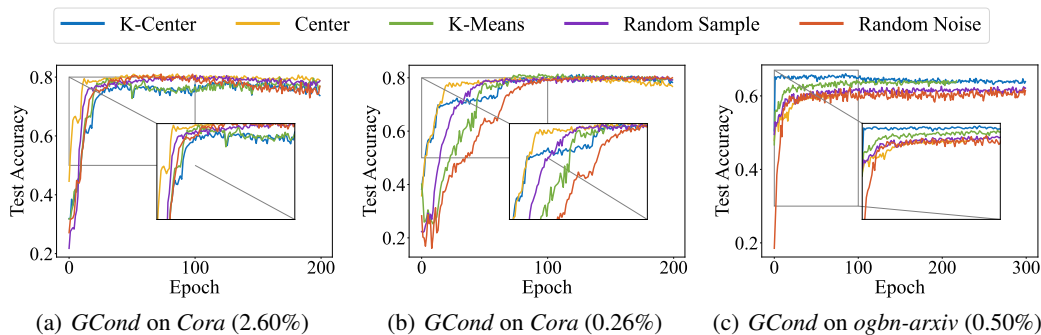 K-Center Center K-Means Random Sample Random Noise
Test Accuracy
0.8
0.6
0.4
0.2
0 100 200
Epoch
(a) GCond on Cora (2.60%)
Test Accuracy
0.8
0.6
0.4
0.2
0 100 200
Epoch
(b) GCond on Cora (0.26%)
Test Accuracy
0.6
0.4
0.2
0 100 200 300
Epoch
(c) GCond on ogbn-arxiv (0.50%)